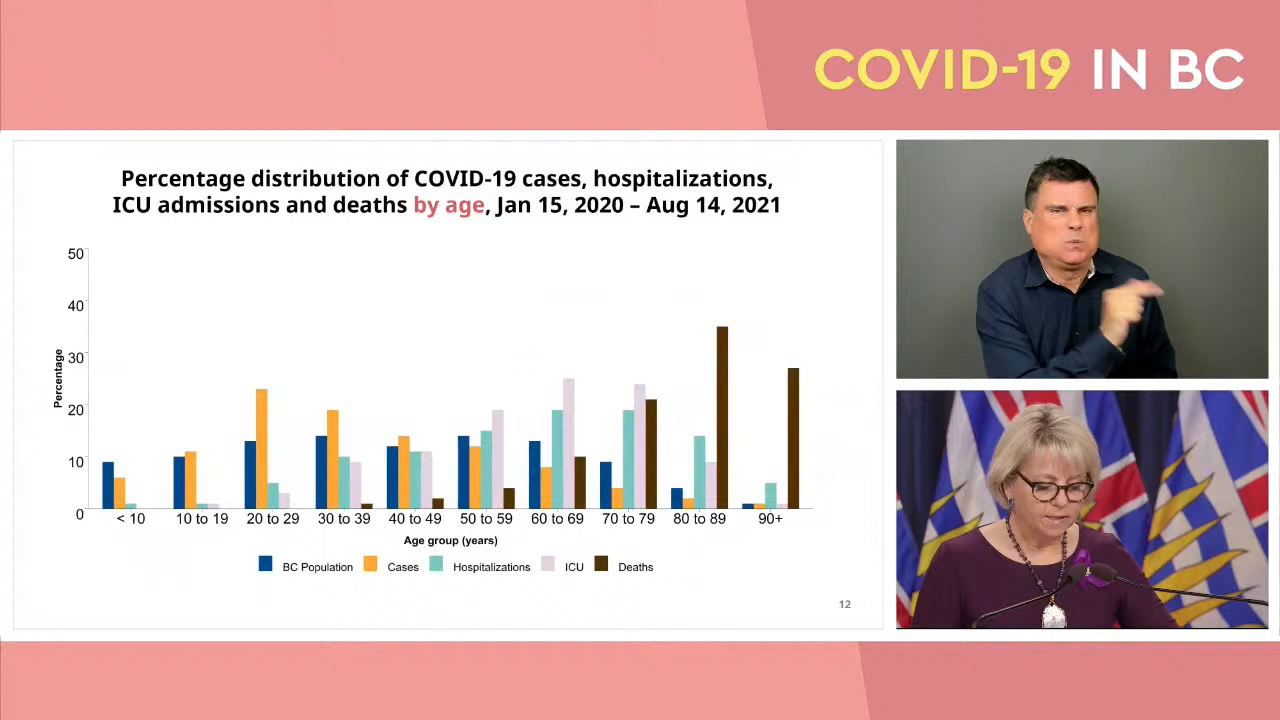 COVID-19 IN BC
Percentage distribution of COVID-19 cases, hospitalizations,
ICU admissions and deaths by age, Jan 15, 2020 – Aug 14, 2021
50
40
30
20
10
0
Percentage
< 10 10 to 19 20 to 29 30 to 39 40 to 49 50 to 59 60 to 69 70 to 79 80 to 89 90+
Age group (years)
BC Population Cases Hospitalizations ICU Deaths
12